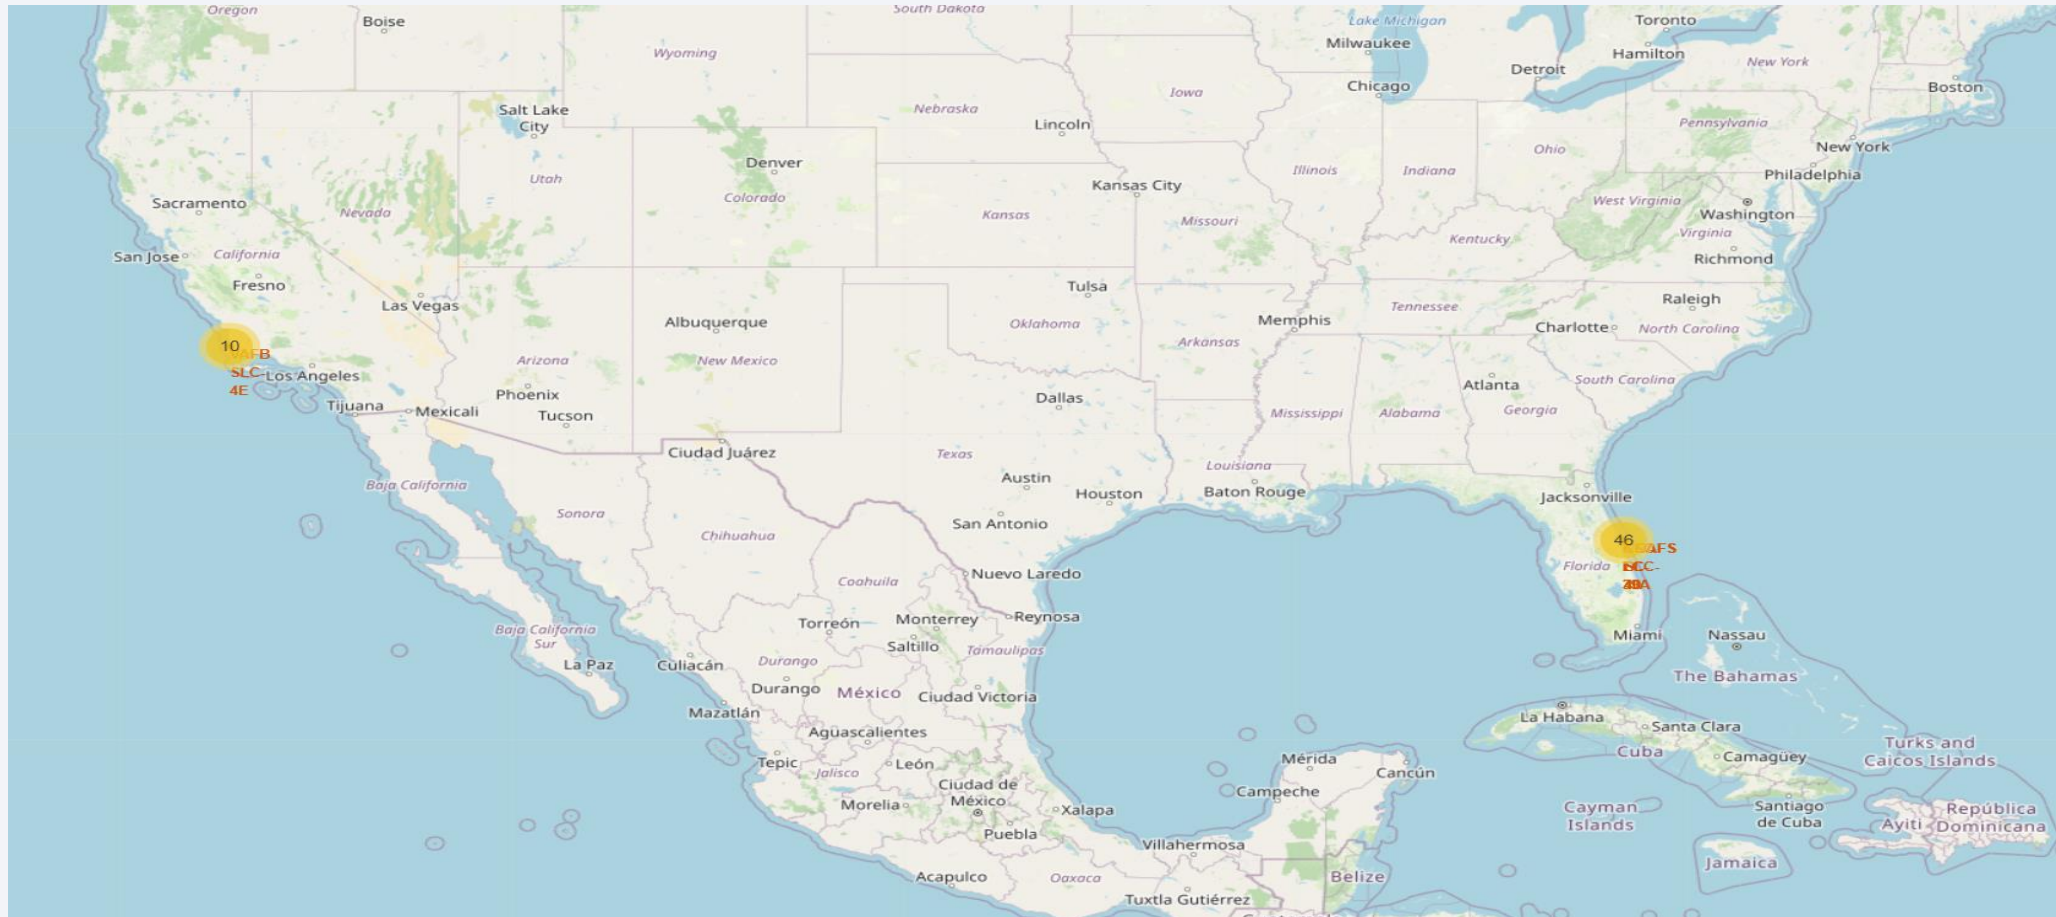 Oregon
Boise
South Dakota
Lake Michigan
Toronto
Milwaukee
Hamilton
Wyoming
Detroit
New York
Chicago
Boston
Iowa
Salt Lake
City
Nebraska
Lincoln
Pennsylvania
New York
Ohio
Denver
Illinois
Indiana
Philadelphia
Utah
Kansas City
Colorado
West Virginia
Sacramento
Nevada
Kansas
Missouri
Washington
Virginia
Kentucky
San Jose
California
Richmond
Fresno
Tulsa
Las Vegas
Raleigh
Tennessee
Albuquerque
Oklahoma
Memphis
Charlotte
North Carolina
10
VAFB
SLC-
4E
Arkansas
Arizona
New Mexico
Los Angeles
South Carolina
Atlanta
Phoenix
Dallas
Tijuana
Mexicali
Tucson
Mississippi
Alabama
Georgia
Ciudad Juárez
Texas
Louisiana
Austin
Baja California
Houston
Baton Rouge
Jacksonville
Sonora
San Antonio
Chihuahua
46
Florida
Nuevo Laredo
Coahuila
Reynosa
Monterrey
Torreón
Baja California
Sur
Saltillo
Tamaulipas
Miami
Nassau
La Paz
Culiacán
Durango
The Bahamas
Durango
México
Ciudad Victoria
Mazatlán
La Habana
Santa Clara
Aguascalientes
Cuba
Turks and
Caicos Islands
Tepic
Jalisco
León
Mérida
Cancún
Camagüey
Ciudad de
México
Campeche
Morelia
Xalapa
Cayman
Islands
Santiago
de Cuba
República
Dominicana
Ayiti
Puebla
Villahermosa
Jamaica
Acapulco
Oaxaca
Belize
Tuxtla Gutiérrez